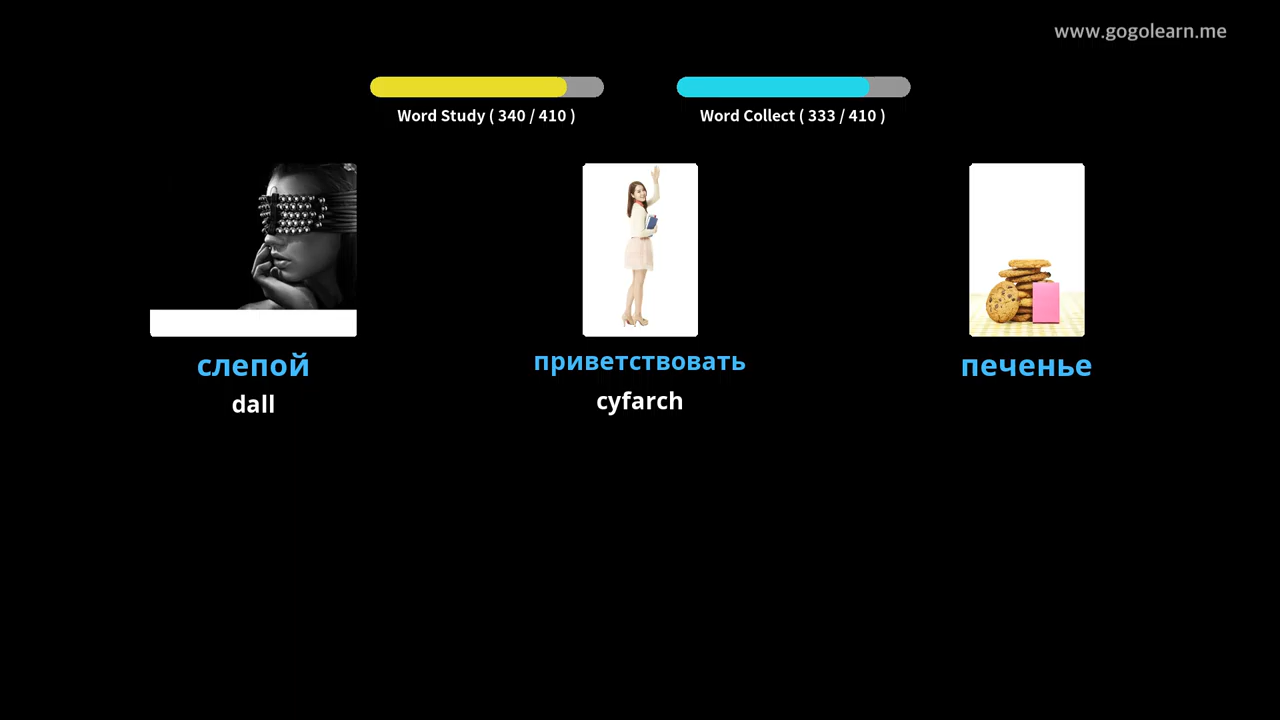 www.gogolearn.me
Word Study ( 340 / 410 )
Word Collect ( 333 / 410 )
слепой
приветствовать
печенье
dall
cyfarch